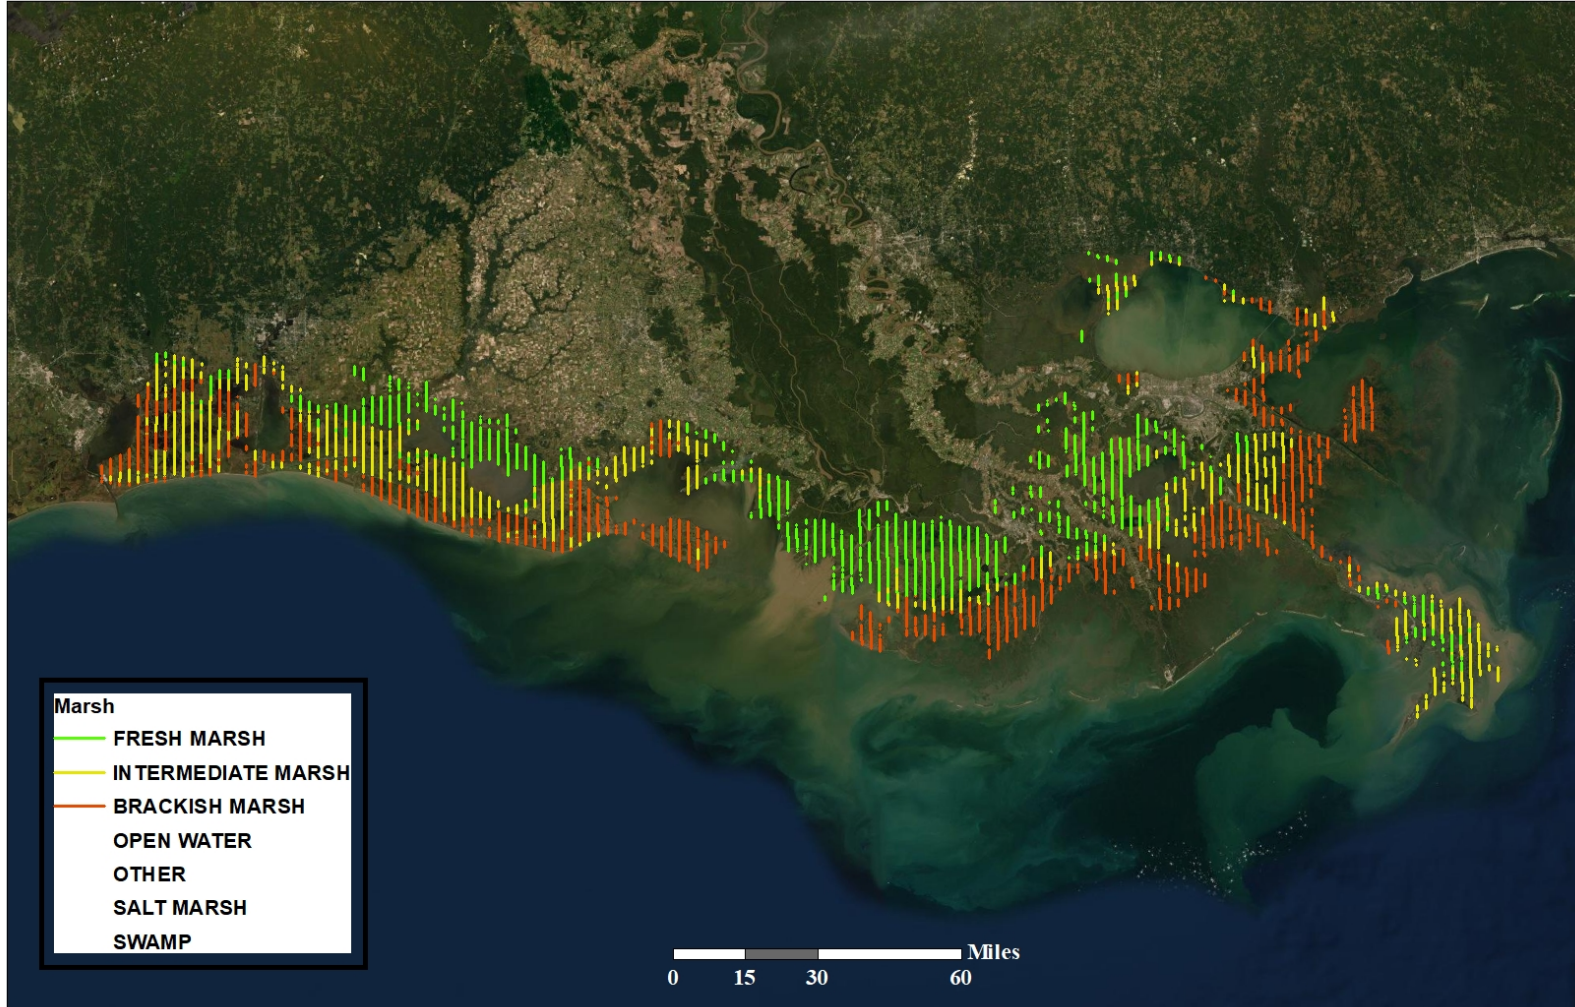 Marsh
FRESH MARSH
INTERMEDIATE MARSH
BRACKISH MARSH
OPEN WATER
OTHER
SALT MARSH
SWAMP
Miles
0 15 30 60